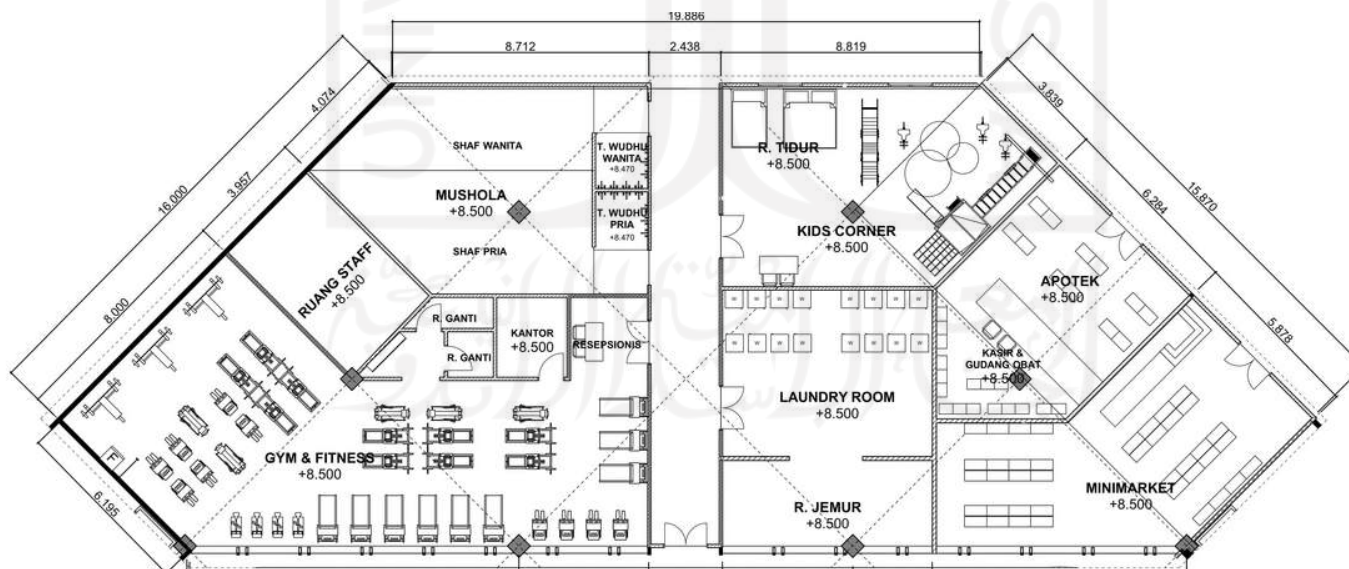 19.886
8.712
2.438
8.819
4.074
3.957
16.000
8.000
6.195
3.839
6.284
15.870
5.878
SHAF WANITA
T. WUDHU
WANITA
+8.470
MUSHOLA
+8.500
T. WUDHU
PRIA
+8.470
SHAF PRIA
RUANG STAFF
+8.500
R. GANTI
R. GANTI
KANTOR
+8.500
RESEPSIONIS
GYM & FITNESS
+8.500
R. TIDUR
+8.500
KIDS CORNER
+8.500
APOTEK
+8.500
KASIR &
GUDANG OBAT
+8.500
LAUNDRY ROOM
+8.500
R. JEMUR
+8.500
MINIMARKET
+8.500